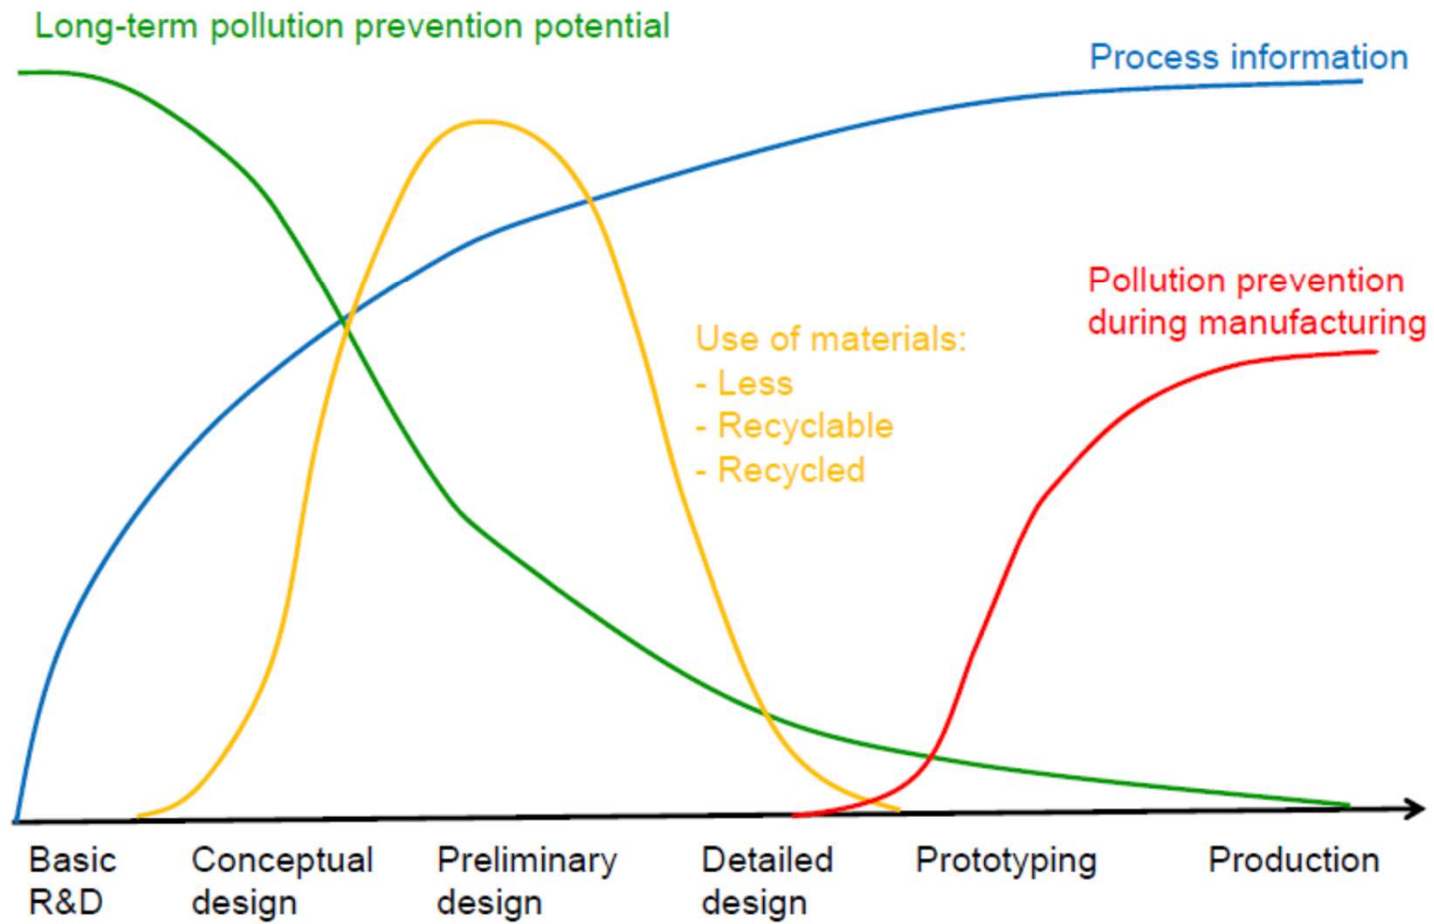 Long-term pollution prevention potential
Process information
Pollution prevention
during manufacturing
Use of materials:
- Less
- Recyclable
- Recycled
Basic
R&D
Conceptual
design
Preliminary
design
Detailed
design
Prototyping
Production